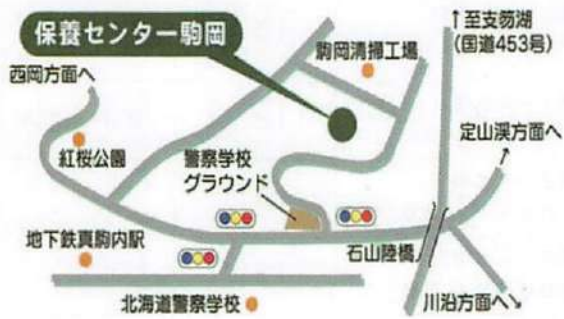 保養センター駒岡
↑至支笏湖
(国道453号)
駒岡清掃工場
西岡方面へ
定山渓方面へ
紅桜公園
警察学校
グラウンド
地下鉄真駒内駅
石山陸橋
北海道警察学校
川沿方面へ